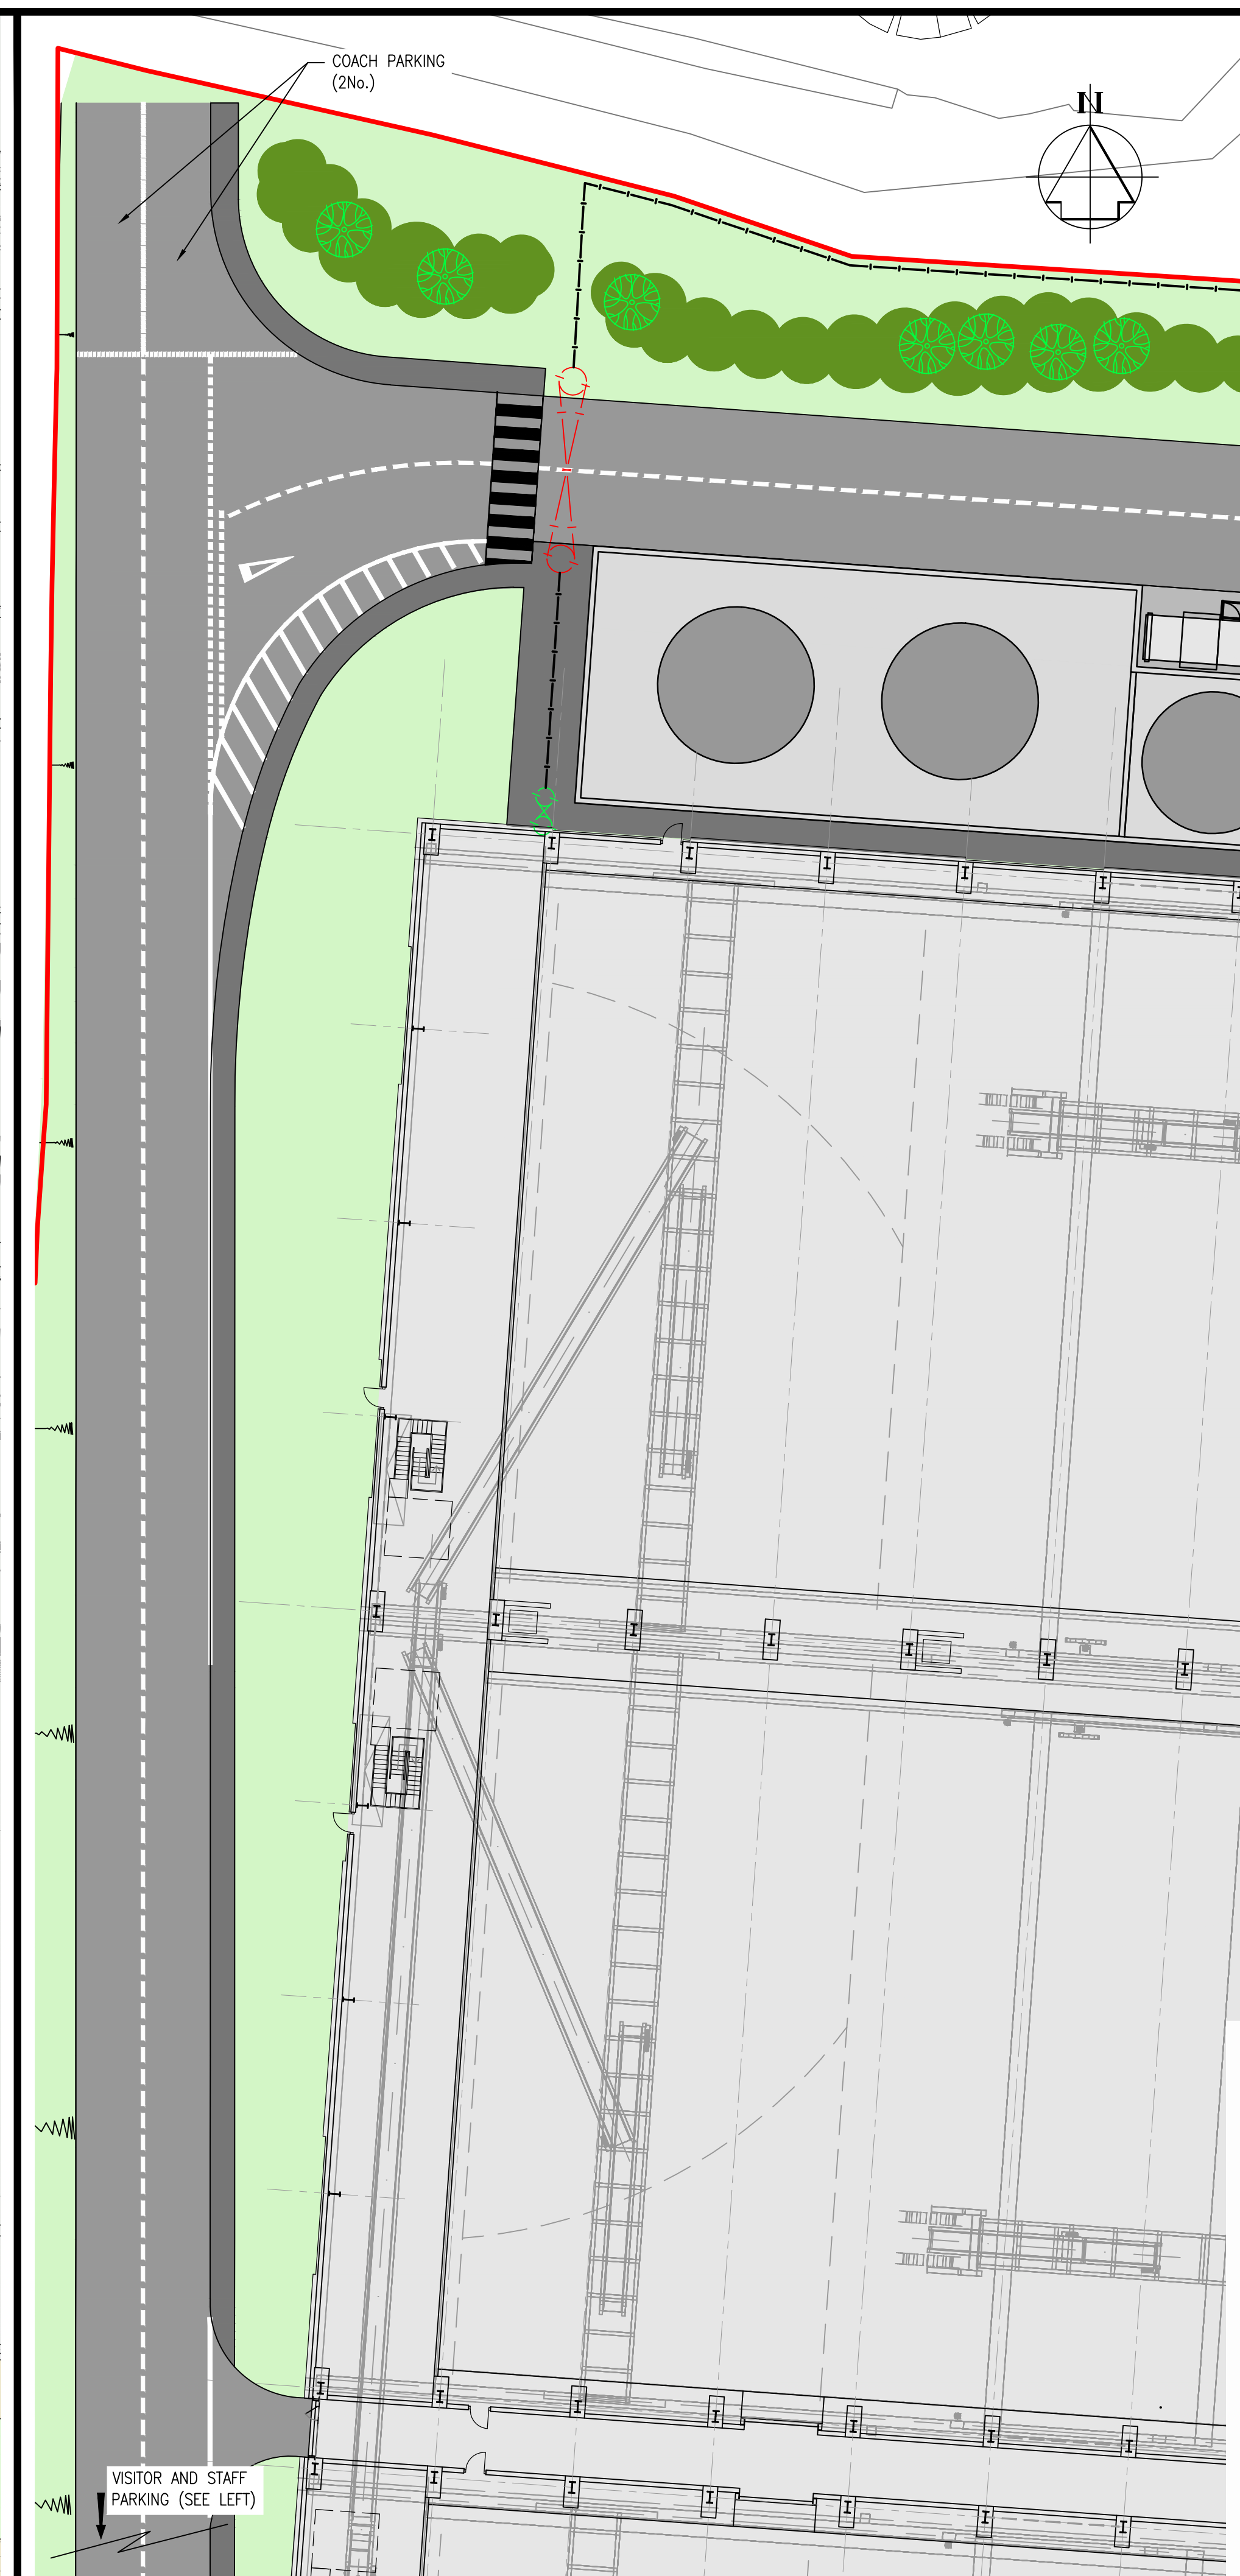 COACH PARKING
(2No.)
N
VISITOR AND STAFF
PARKING (SEE LEFT)